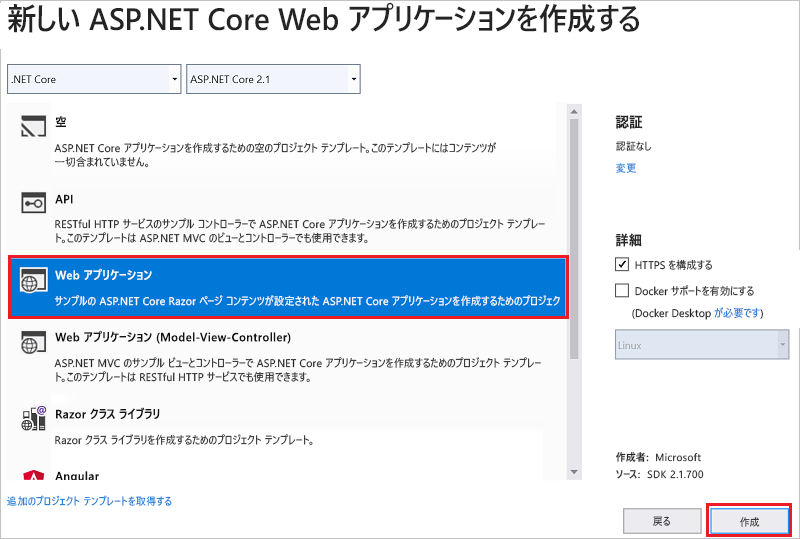 新しい ASP.NET Core Web アプリケーションを作成する
.NET Core
ASP.NET Core 2.1
空
ASP.NET Core アプリケーションを作成するための空のプロジェクト テンプレート。このテンプレートにはコンテンツが
一切含まれていません。
API
RESTful HTTP サービスのサンプル コントローラーで ASP.NET Core アプリケーションを作成するためのプロジェクト テンプレー
ト。このテンプレートは ASP.NET MVC のビューとコントローラーでも使用できます。
Web アプリケーション
サンプルの ASP.NET Core Razor ページ コンテンツが設定された ASP.NET Core アプリケーションを作成するためのプロジェク
Web アプリケーション (Model-View-Controller)
ASP.NET MVC のサンプル ビューとコントローラーで ASP.NET Core アプリケーションを作成するためのプロジェクト テンプレー
ト。このテンプレートは RESTful HTTP サービスでも使用できます。
Razor クラス ライブラリ
Razor クラス ライブラリを作成するためのプロジェクト テンプレート。
Angular
追加のプロジェクト テンプレートを取得する
認証
認証なし
変更
詳細
HTTPS を構成する
Docker サポートを有効にする
(Docker Desktop が必要です)
Linux
作成者: Microsoft
ソース: SDK 2.1.700
戻る
作成